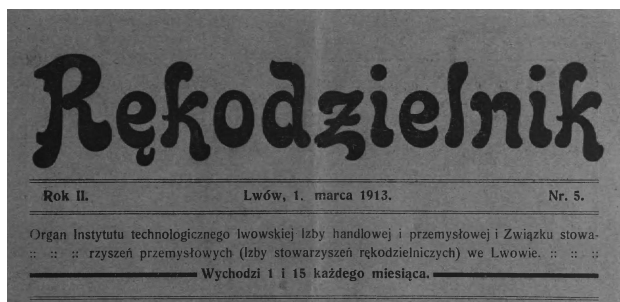 Rękodzielnik
Rok II. Lwów, 1. marca 1913. Nr. 5.
Organ Instytutu technologicznego lwowskiej Izby handlowej i przemysłowej i Związku stowa-
:: :: :: rzyszeń przemysłowych (Izby stowarzyszeń rękodzielniczych) we Lwowie. :: :: ::
Wychodzi 1 i 15 każdego miesiąca.